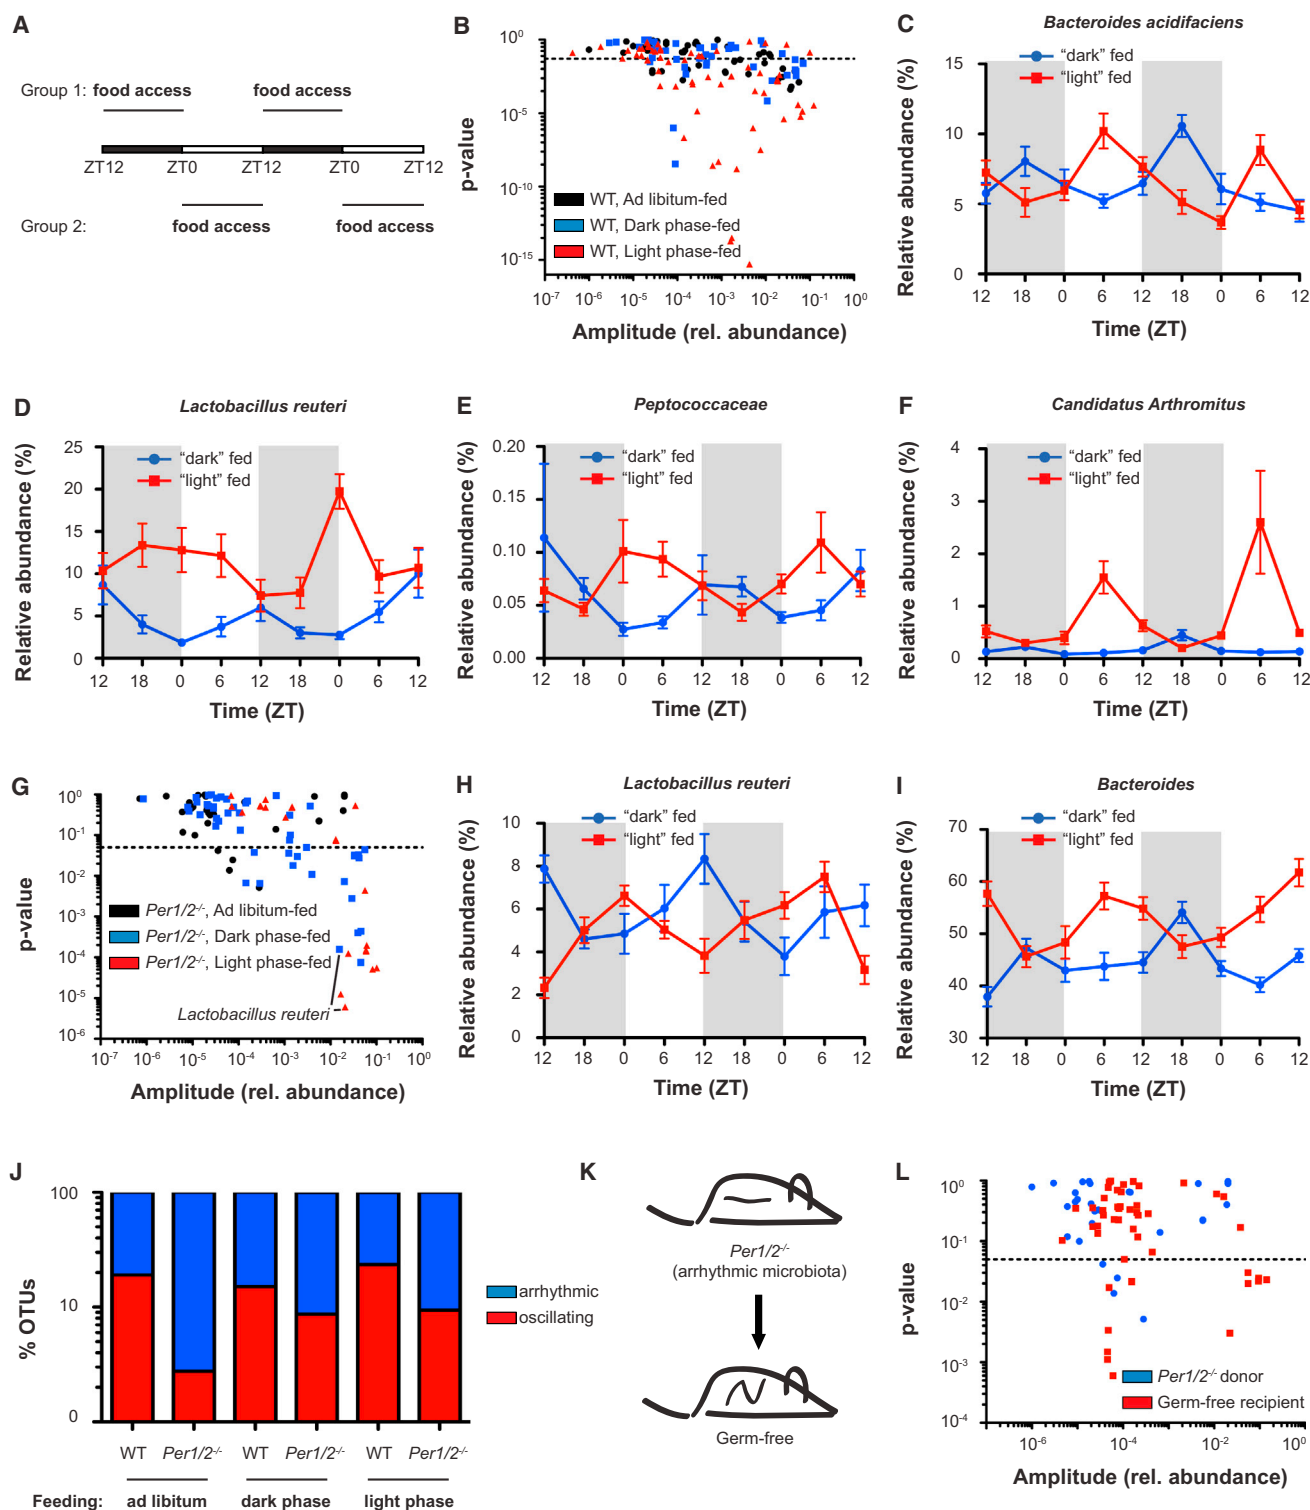 A
Group 1: food access food access
ZT12 ZT0 ZT12 ZT0 ZT12
Group 2: food access food access
B
p-value
10^0
10^-5
10^-10
10^-15
WT, Ad libitum-fed
WT, Dark phase-fed
WT, Light phase-fed
10^-7 10^-6 10^-5 10^-4 10^-3 10^-2 10^-1 10^0
Amplitude (rel. abundance)
C
Bacteroides acidifaciens
"dark" fed
"light" fed
Relative abundance (%)
15
10
5
0
12 18 0 6 12 18 0 6 12
Time (ZT)
D
Lactobacillus reuteri
"dark" fed
"light" fed
Relative abundance (%)
25
20
15
10
5
0
12 18 0 6 12 18 0 6 12
Time (ZT)
E
Peptococcaceae
"dark" fed
"light" fed
Relative abundance (%)
0.20
0.15
0.10
0.05
0.00
12 18 0 6 12 18 0 6 12
Time (ZT)
F
Candidatus Arthromitus
"dark" fed
"light" fed
Relative abundance (%)
4
3
2
1
0
12 18 0 6 12 18 0 6 12
Time (ZT)
G
p-value
10^0
10^-1
10^-2
10^-3
10^-4
10^-5
10^-6
Per1/2-/-, Ad libitum-fed
Per1/2-/-, Dark phase-fed
Per1/2-/-, Light phase-fed
Lactobacillus reuteri
10^-7 10^-6 10^-5 10^-4 10^-3 10^-2 10^-1 10^0
Amplitude (rel. abundance)
H
Lactobacillus reuteri
"dark" fed
"light" fed
Relative abundance (%)
10
8
6
4
2
0
12 18 0 6 12 18 0 6 12
Time (ZT)
I
Bacteroides
"dark" fed
"light" fed
Relative abundance (%)
70
60
50
40
30
12 18 0 6 12 18 0 6 12
Time (ZT)
J
% OTUs
100
10
0
arrhythmic
oscillating
WT Per1/2-/- WT Per1/2-/- WT Per1/2-/-
Feeding: ad libitum dark phase light phase
K
Per1/2-/-
(arrhythmic microbiota)
Germ-free
L
p-value
10^0
10^-1
10^-2
10^-3
10^-4
Per1/2-/- donor
Germ-free recipient
10^-6 10^-4 10^-2 10^0
Amplitude (rel. abundance)